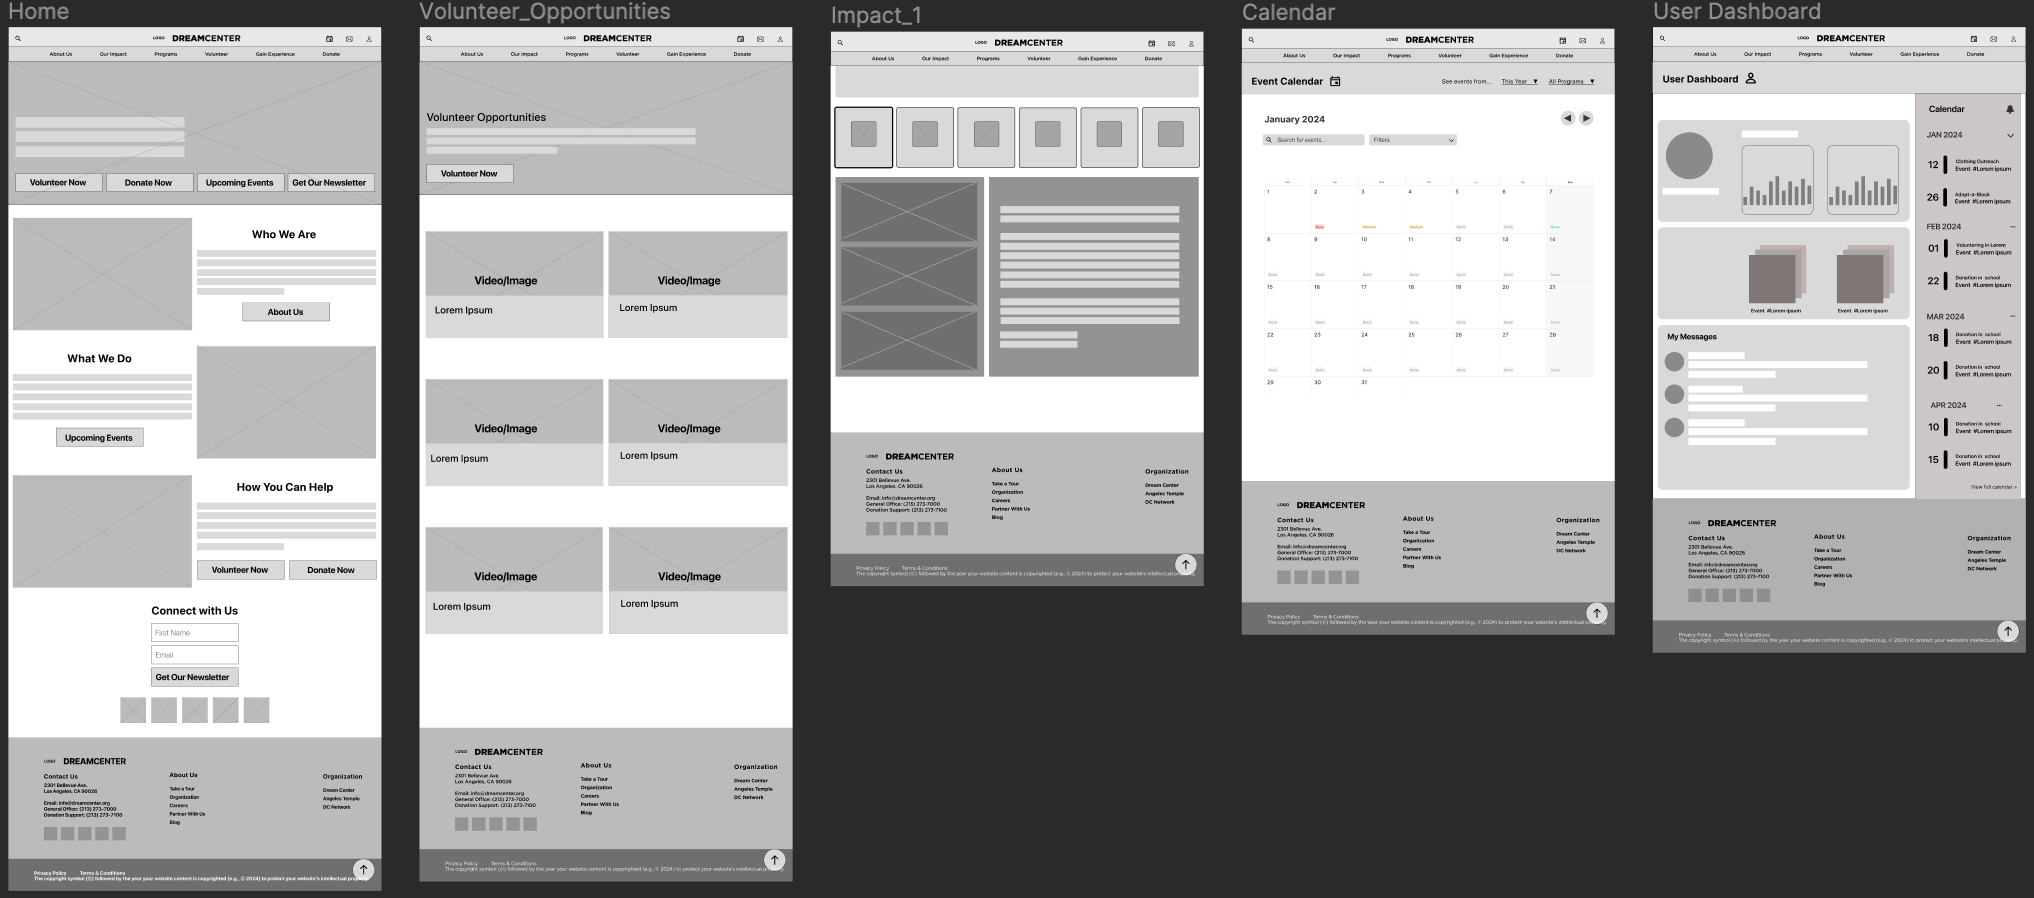 Home
LOGO DREAMCENTER
About Us Our Impact Programs Volunteer Gain Experience Donate
Volunteer Now Donate Now Upcoming Events Get Our Newsletter
Who We Are
About Us
What We Do
Upcoming Events
How You Can Help
Volunteer Now Donate Now
Connect with Us
First Name
Email
Get Our Newsletter
LOGO DREAMCENTER
Contact Us
2301 Bellevue Ave.
Los Angeles, CA 90026
Email: info@dreamcenter.org
General Office: (213) 273-7000
Donation Support: (213) 273-7100
About Us
Take a Tour
Organization
Careers
Partner With Us
Blog
Organization
Dream Center
Angeles Temple
DC Network
Privacy Policy Terms & Conditions
The copyright symbol (©) followed by the year your website content is copyrighted (e.g., © 2024) to protect your website's intellectual property.
Volunteer_Opportunities
LOGO DREAMCENTER
About Us Our Impact Programs Volunteer Gain Experience Donate
Volunteer Opportunities
Volunteer Now
Video/Image Video/Image
Lorem Ipsum Lorem Ipsum
Video/Image Video/Image
Lorem Ipsum Lorem Ipsum
Video/Image Video/Image
Lorem Ipsum Lorem Ipsum
LOGO DREAMCENTER
Contact Us
2301 Bellevue Ave.
Los Angeles, CA 90026
Email: info@dreamcenter.org
General Office: (213) 273-7000
Donation Support: (213) 273-7100
About Us
Take a Tour
Organization
Careers
Partner With Us
Blog
Organization
Dream Center
Angeles Temple
DC Network
Privacy Policy Terms & Conditions
The copyright symbol (©) followed by the year your website content is copyrighted (e.g., © 2024) to protect your website's intellectual property.
Impact_1
LOGO DREAMCENTER
About Us Our Impact Programs Volunteer Gain Experience Donate
LOGO DREAMCENTER
Contact Us
2301 Bellevue Ave.
Los Angeles, CA 90026
Email: info@dreamcenter.org
General Office: (213) 273-7000
Donation Support: (213) 273-7100
About Us
Take a Tour
Organization
Careers
Partner With Us
Blog
Organization
Dream Center
Angeles Temple
DC Network
Privacy Policy Terms & Conditions
The copyright symbol (©) followed by the year your website content is copyrighted (e.g., © 2024) to protect your website's intellectual property.
Calendar
LOGO DREAMCENTER
About Us Our Impact Programs Volunteer Gain Experience Donate
Event Calendar See events from... This Year All Programs
January 2024
Search for events... Filters
1 2 3 4 5 6 7
8 9 10 11 12 13 14
15 16 17 18 19 20 21
22 23 24 25 26 27 28
29 30 31
LOGO DREAMCENTER
Contact Us
2301 Bellevue Ave.
Los Angeles, CA 90026
Email: info@dreamcenter.org
General Office: (213) 273-7000
Donation Support: (213) 273-7100
About Us
Take a Tour
Organization
Careers
Partner With Us
Blog
Organization
Dream Center
Angeles Temple
DC Network
Privacy Policy Terms & Conditions
The copyright symbol (©) followed by the year your website content is copyrighted (e.g., © 2024) to protect your website's intellectual property.
User Dashboard
LOGO DREAMCENTER
About Us Our Impact Programs Volunteer Gain Experience Donate
User Dashboard
Event #Lorem ipsum Event #Lorem ipsum
My Messages
Calendar
JAN 2024
12 Clothing Outreach
Event #Lorem ipsum
26 Adopt-a-Block
Event #Lorem ipsum
FEB 2024 ...
01 Voluntering in Lorem
Event #Lorem ipsum
22 Donation in school
Event #Lorem ipsum
MAR 2024 ...
18 Donation in school
Event #Lorem ipsum
20 Donation in school
Event #Lorem ipsum
APR 2024 ...
10 Donation in school
Event #Lorem ipsum
15 Donation in school
Event #Lorem ipsum
View full calendar >
LOGO DREAMCENTER
Contact Us
2301 Bellevue Ave.
Los Angeles, CA 90026
Email: info@dreamcenter.org
General Office: (213) 273-7000
Donation Support: (213) 273-7100
About Us
Take a Tour
Organization
Careers
Partner With Us
Blog
Organization
Dream Center
Angeles Temple
DC Network
Privacy Policy Terms & Conditions
The copyright symbol (©) followed by the year your website content is copyrighted (e.g., © 2024) to protect your website's intellectual property.